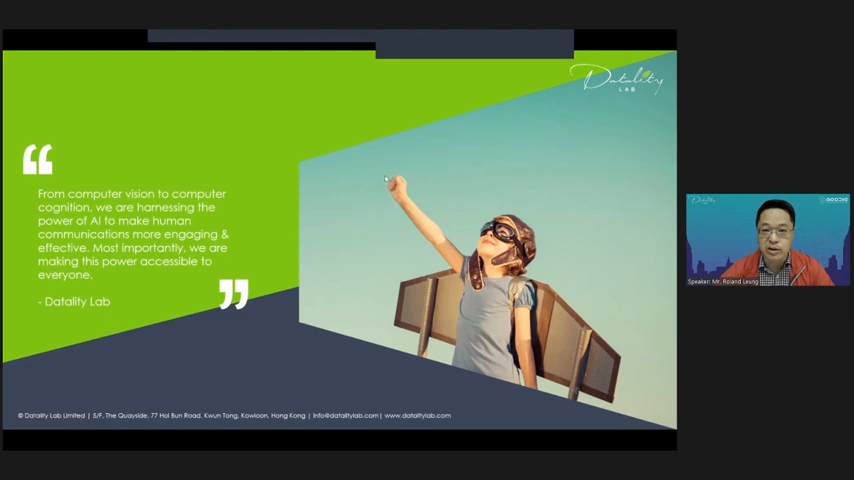 Datality
LAB
“
From computer vision to computer
cognition, we are harnessing the
power of AI to make human
communications more engaging &
effective. Most importantly, we are
making this power accessible to
everyone.
”
- Datality Lab
© Datality Lab Limited | 5/F, The Quayside, 77 Hoi Bun Road, Kwun Tong, Kowloon, Hong Kong | info@datalitylab.com | www.datalitylab.com
Datality
Speaker: Mr. Roland Leung